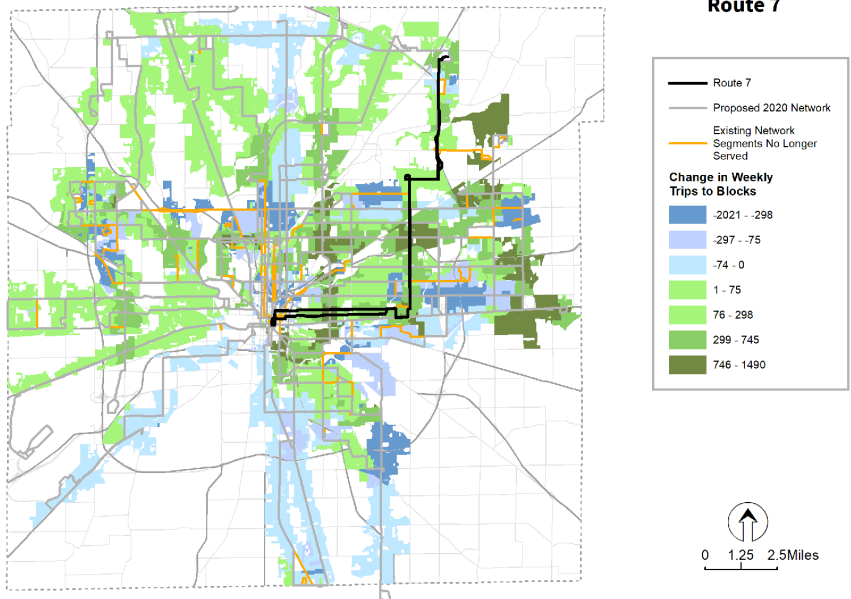 Route 7
Route 7
Proposed 2020 Network
Existing Network
Segments No Longer
Served
Change in Weekly
Trips to Blocks
-2021 - -298
-297 - -75
-74 - 0
1 - 75
76 - 298
299 - 745
746 - 1490
0 1.25 2.5Miles